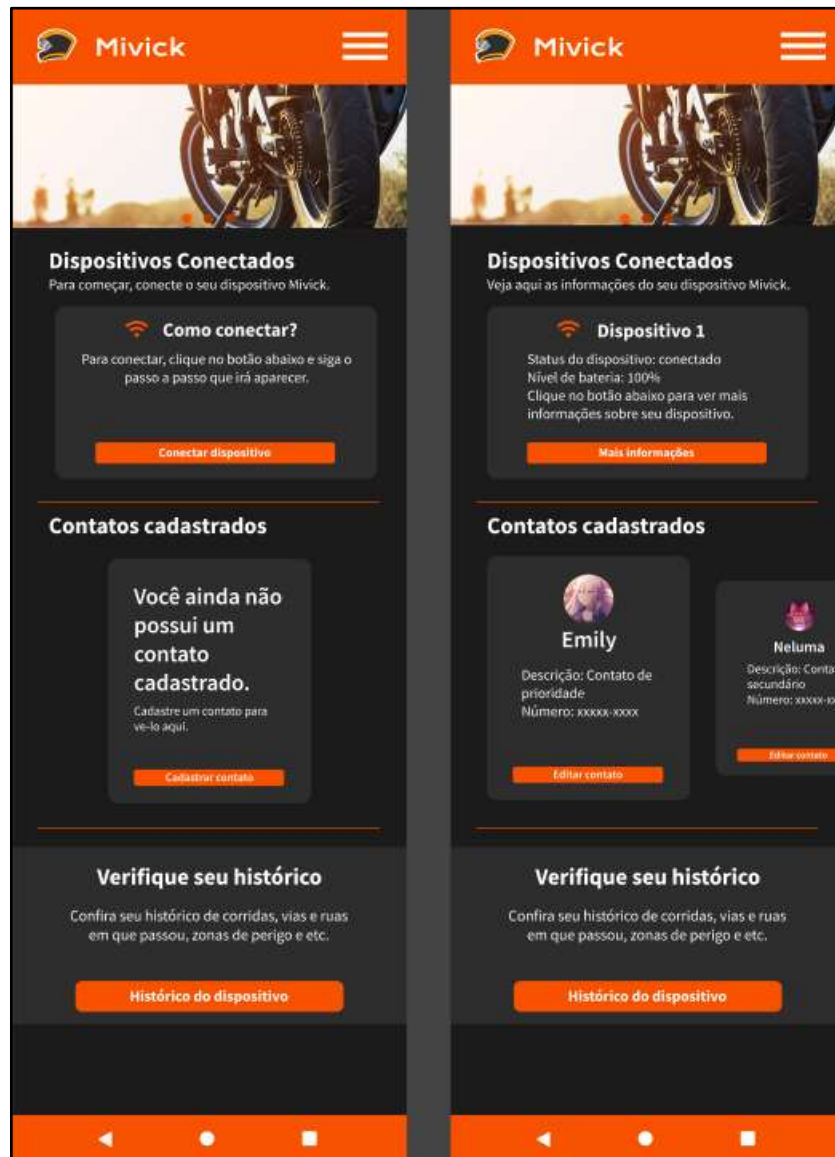 Mivick
Dispositivos Conectados
Para começar, conecte o seu dispositivo Mivick.
Como conectar?
Para conectar, clique no botão abaixo e siga o
passo a passo que irá aparecer.
Conectar dispositivo
Contatos cadastrados
Você ainda não
possui um
contato
cadastrado.
Cadastre um contato para
ve-lo aqui.
Cadastrar contato
Verifique seu histórico
Confira seu histórico de corridas, vias e ruas
em que passou, zonas de perigo e etc.
Histórico do dispositivo
Mivick
Dispositivos Conectados
Veja aqui as informações do seu dispositivo Mivick.
Dispositivo 1
Status do dispositivo: conectado
Nível de bateria: 100%
Clique no botão abaixo para ver mais
informações sobre seu dispositivo.
Mais informações
Contatos cadastrados
Emily
Descrição: Contato de
prioridade
Número: xxxxx-xxxx
Editar contato
Neluma
Descrição: Conta
secundário
Número: xxxxx-xx
Editar contato
Verifique seu histórico
Confira seu histórico de corridas, vias e ruas
em que passou, zonas de perigo e etc.
Histórico do dispositivo